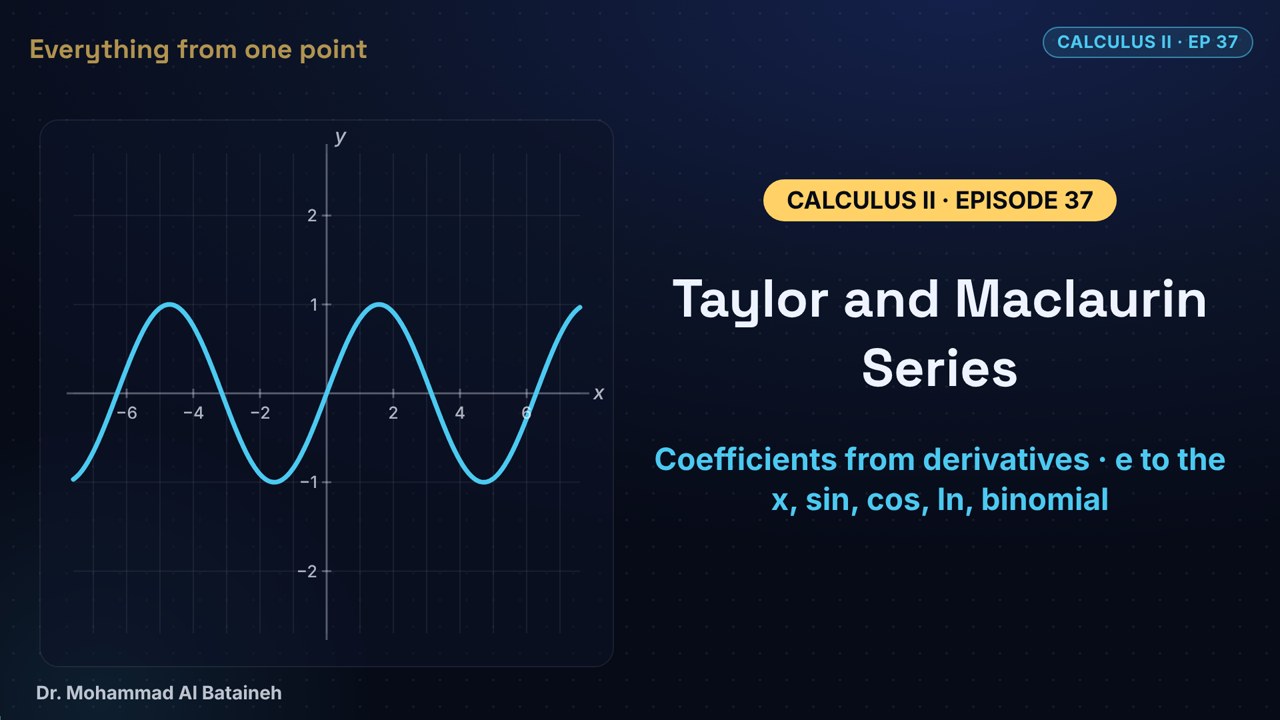 Everything from one point
CALCULUS II · EP 37
y
2
1
−6 −4 −2 2 4 6 x
−1
−2
CALCULUS II · EPISODE 37
Taylor and Maclaurin
Series
Coefficients from derivatives · e to the
x, sin, cos, ln, binomial
Dr. Mohammad Al Bataineh